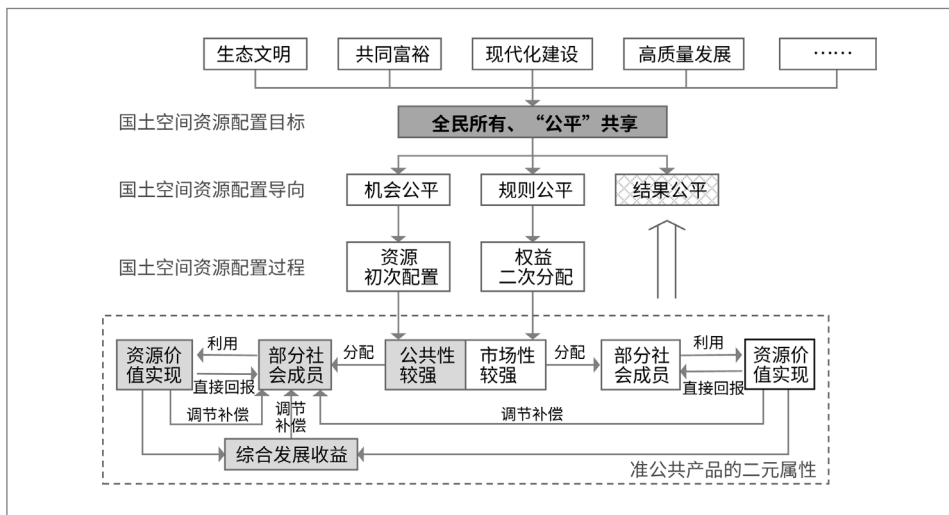 生态文明
共同富裕
现代化建设
高质量发展
……
国土空间资源配置目标
全民所有、“公平”共享
国土空间资源配置导向
机会公平
规则公平
结果公平
国土空间资源配置过程
资源
初次配置
权益
二次分配
资源价
值实现
利用
直接回报
部分社
会成员
分配
公共性
较强
市场性
较强
分配
部分社
会成员
利用
直接回报
资源价
值实现
调节补偿
调节
补偿
调节补偿
综合发展收益
准公共产品的二元属性